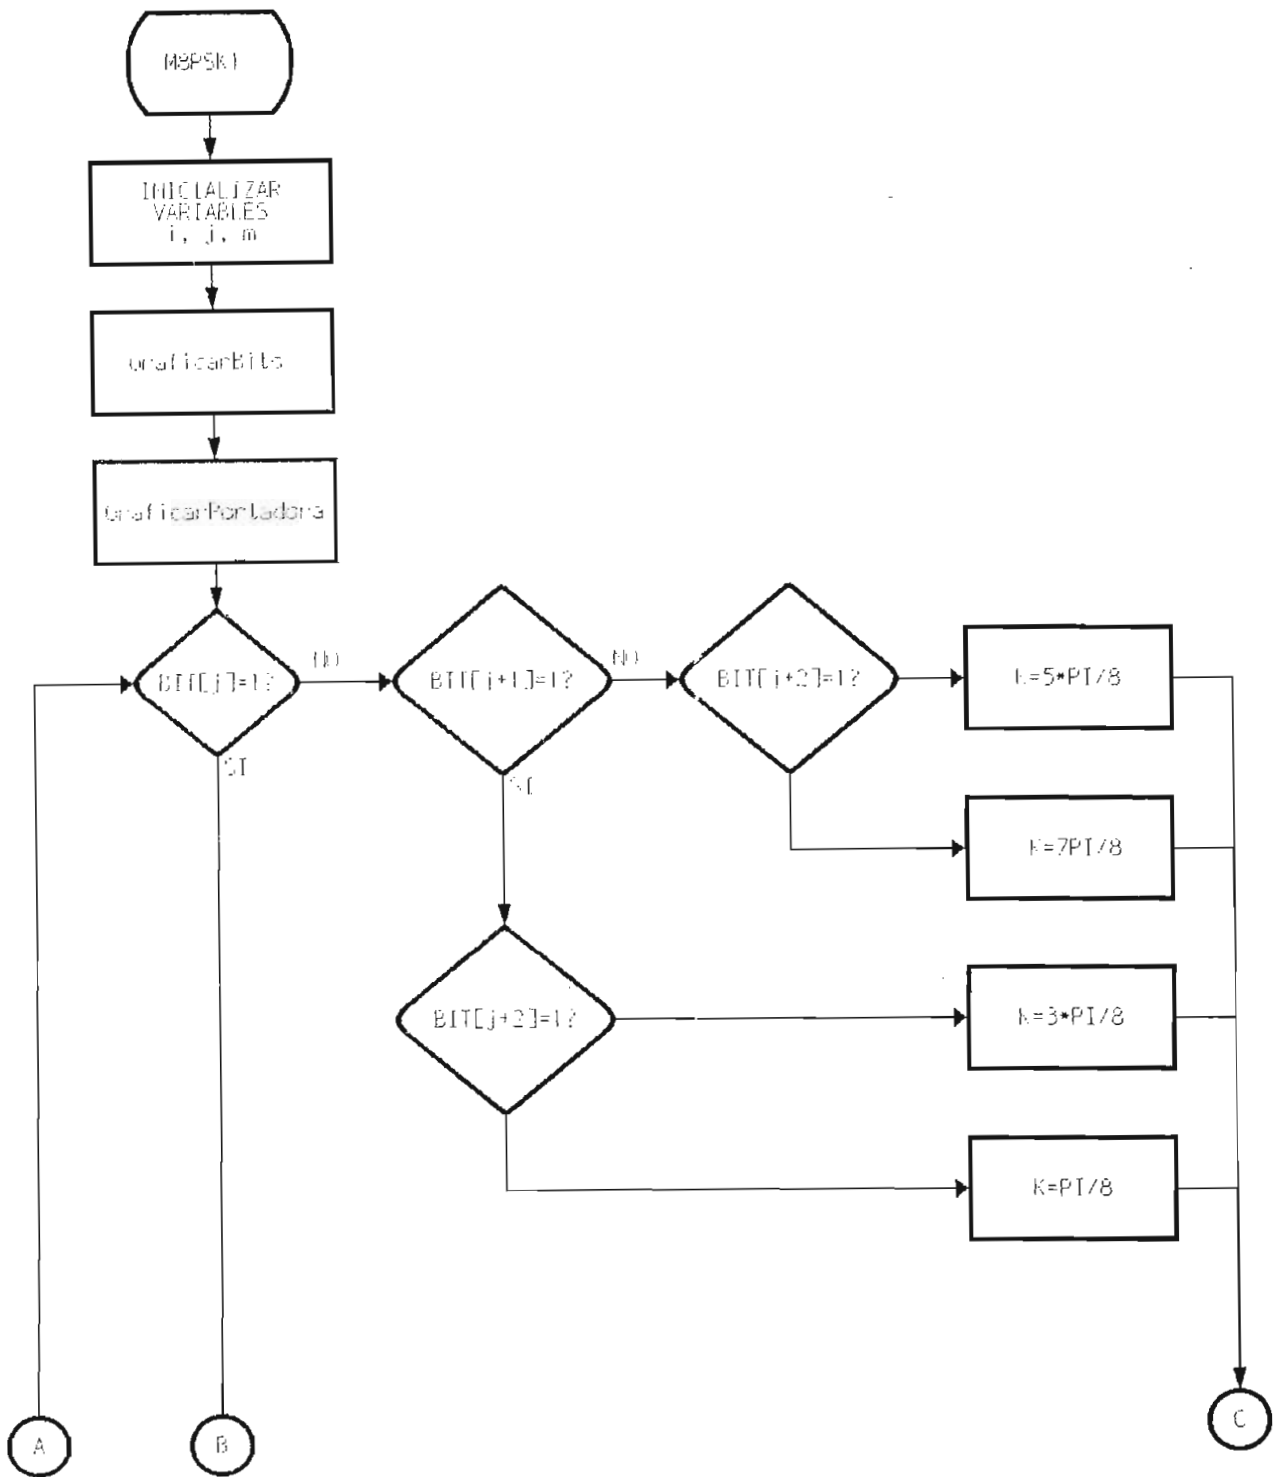 M8PSK1
INICIALIZAR
VARIABLES
i, j, m
GraficarBits
GraficarPortadora
BIT[j]=1?
NO
BIT[j+1]=1?
NO
BIT[j+2]=1?
K=5*PI/8
SI
SI
K=7PI/8
BIT[j+2]=1?
K=3*PI/8
K=PI/8
A
B
C